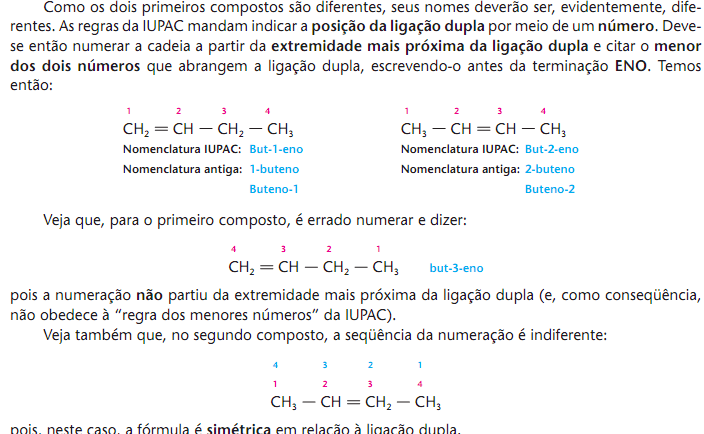 Como os dois primeiros compostos são diferentes, seus nomes deverão ser, evidentemente, dife-
rentes. As regras da IUPAC mandam indicar a posição da ligação dupla por meio de um número. Deve-
se então numerar a cadeia a partir da extremidade mais próxima da ligação dupla e citar o menor
dos dois números que abrangem a ligação dupla, escrevendo-o antes da terminação ENO. Temos
então:
1 2 3 4
CH₂ = CH — CH₂ — CH₃
Nomenclatura IUPAC: But-1-eno
Nomenclatura antiga: 1-buteno
Buteno-1
1 2 3 4
CH₃ — CH = CH — CH₃
Nomenclatura IUPAC: But-2-eno
Nomenclatura antiga: 2-buteno
Buteno-2
Veja que, para o primeiro composto, é errado numerar e dizer:
4 3 2 1
CH₂ = CH — CH₂ — CH₃ but-3-eno
pois a numeração não partiu da extremidade mais próxima da ligação dupla (e, como conseqüência,
não obedece à “regra dos menores números” da IUPAC).
Veja também que, no segundo composto, a seqüência da numeração é indiferente:
4 3 2 1
1 2 3 4
CH₃ — CH = CH₂ — CH₃
pois, neste caso, a fórmula é simétrica em relação à ligação dupla.